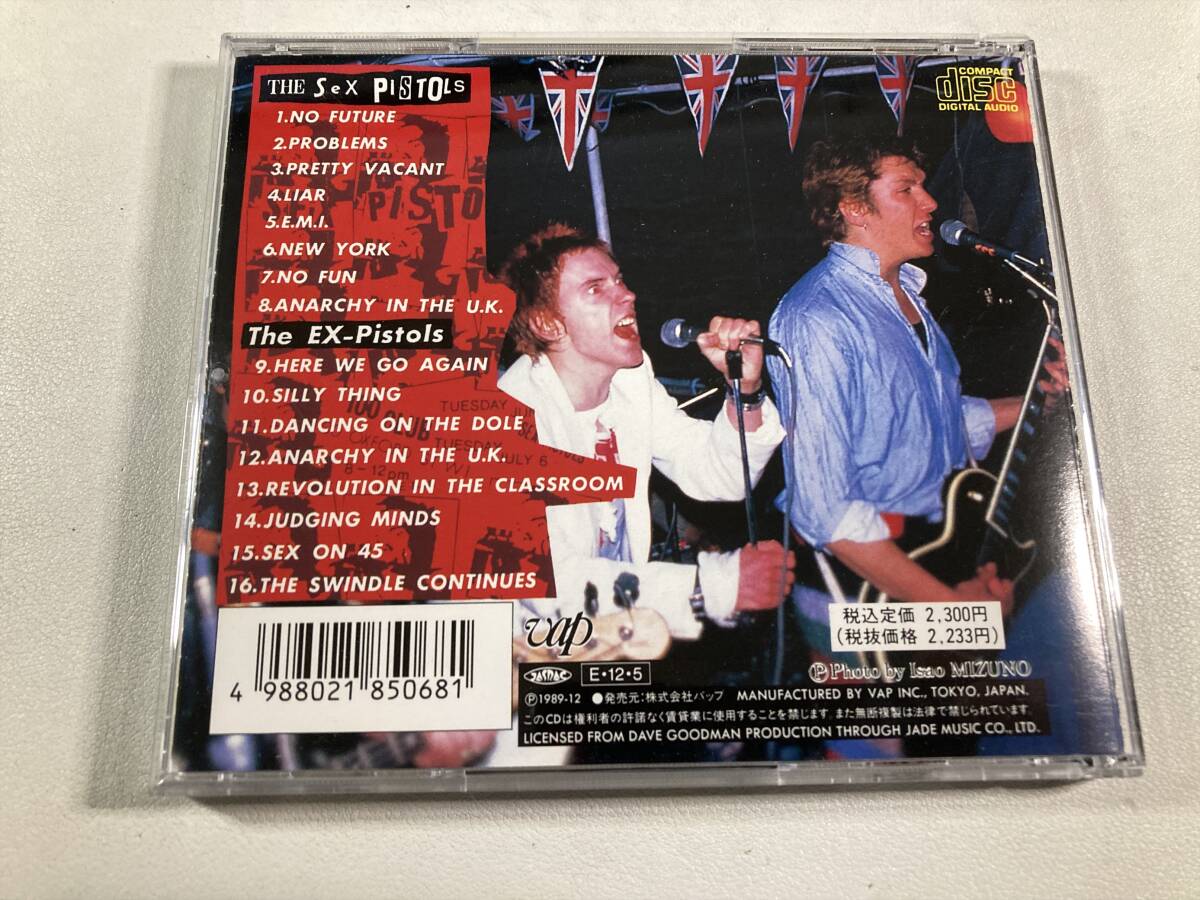 THE SeX PISTOLS
1.NO FUTURE
2.PROBLEMS
3.PRETTY VACANT
4.LIAR
5.E.M.I.
6.NEW YORK
7.NO FUN
8.ANARCHY IN THE U.K.
The EX-Pistols
9.HERE WE GO AGAIN
10.SILLY THING
11.DANCING ON THE DOLE
12.ANARCHY IN THE U.K.
13.REVOLUTION IN THE CLASSROOM
14.JUDGING MINDS
15.SEX ON 45
16.THE SWINDLE CONTINUES
PISTO
100 CLUB
TUESDAY
OXFORD
TUESDAY
JULY 6
8-12pm
COMPACT
disc
DIGITAL AUDIO
4 988021 850681
vap
税込定価 2,300円
(税抜価格 2,233円)
Ⓟ Photo by Isao MIZUNO
JASRAC
E・12・5
Ⓟ1989-12 ●発売元:株式会社バップ MANUFACTURED BY VAP INC., TOKYO, JAPAN.
このCDは権利者の許諾なく賃貸業に使用することを禁じます。また無断複製は法律で禁じられています。
LICENSED FROM DAVE GOODMAN PRODUCTION THROUGH JADE MUSIC CO., LTD.